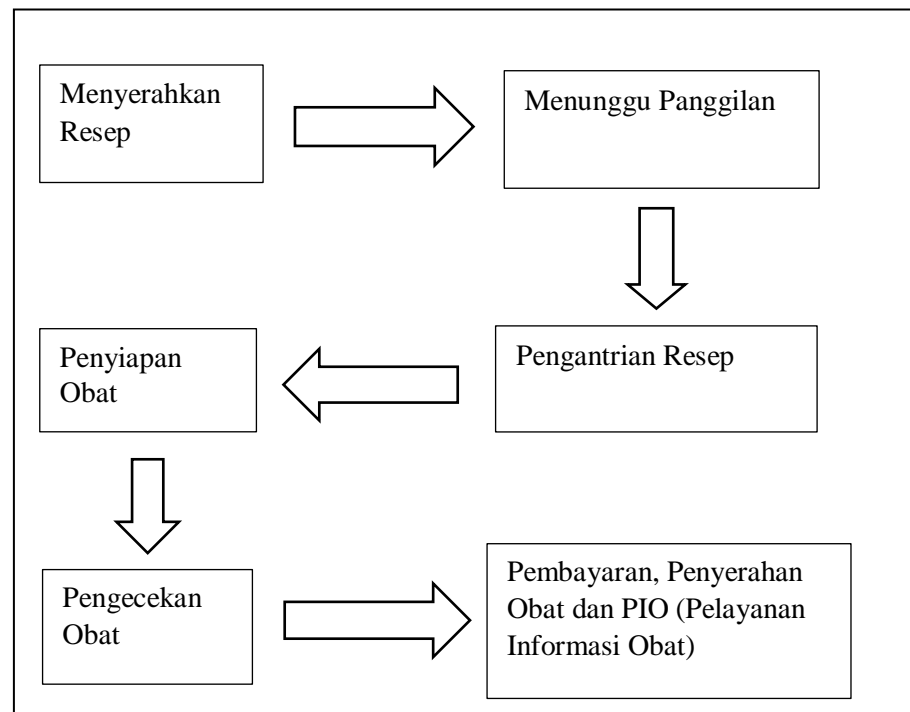 Menyerahkan
Resep
Menunggu Panggilan
Pengantrian Resep
Penyiapan
Obat
Pengecekan
Obat
Pembayaran, Penyerahan
Obat dan PIO (Pelayanan
Informasi Obat)